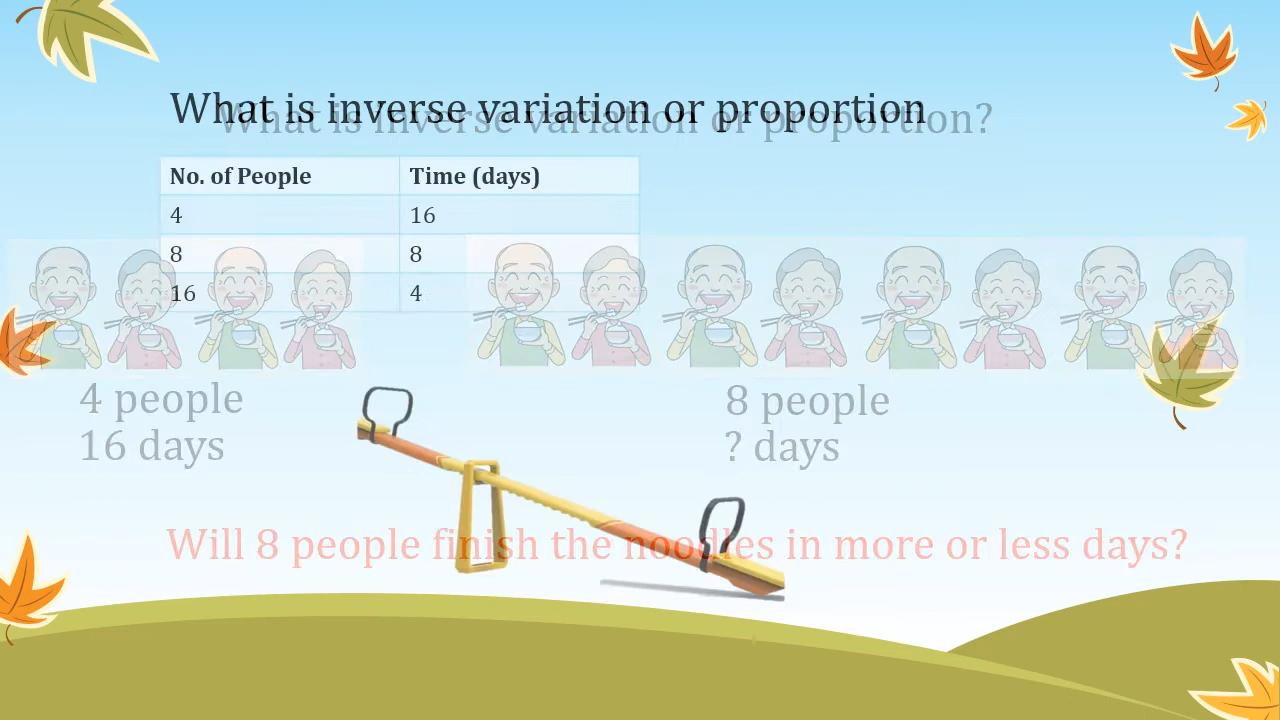 What is inverse variation or proportion
What is inverse variation or proportion?
No. of People Time (days)
4 16
8 8
16 4
4 people
16 days
8 people
? days
Will 8 people finish the noodles in more or less days?